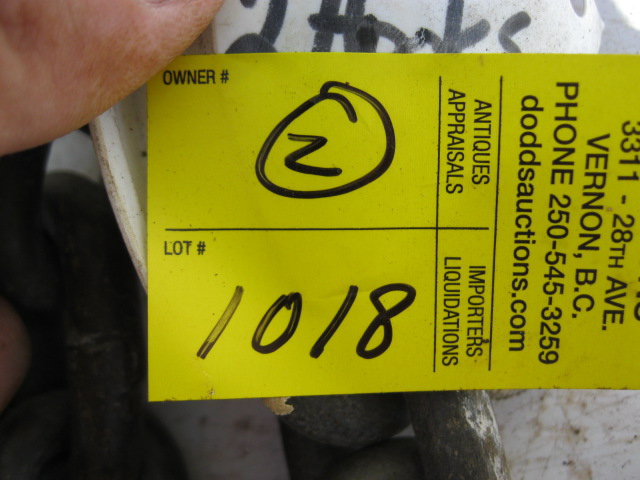 OWNER #
2
LOT #
1018
ANTIQUES
APPRAISALS
IMPORTERS
LIQUIDATIONS
3311 - 28TH AVE.
VERNON, B.C.
PHONE 250-545-3259
doddsauctions.com